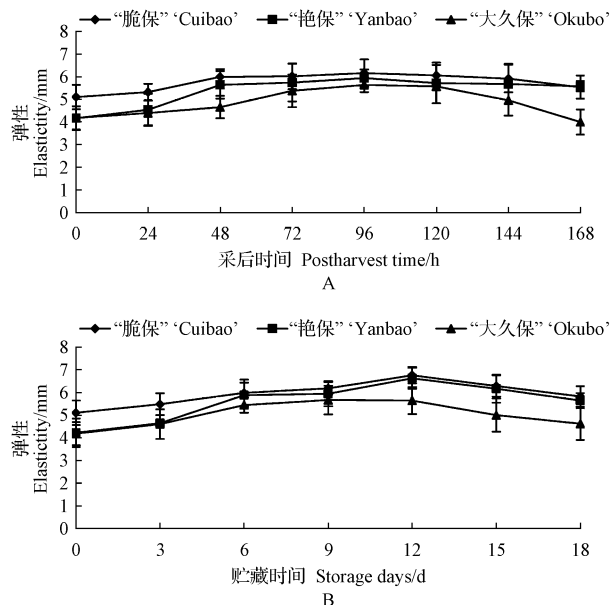 “脆保” ‘Cuibao’ “艳保” ‘Yanbao’ “大久保” ‘Okubo’
8
7
6
5
4
3
2
1
0
弹性
Elastictity/mm
0 24 48 72 96 120 144 168
采后时间 Postharvest time/h
A
“脆保” ‘Cuibao’ “艳保” ‘Yanbao’ “大久保” ‘Okubo’
8
7
6
5
4
3
2
1
0
弹性
Elastictity/mm
0 3 6 9 12 15 18
贮藏时间 Storage days/d
B